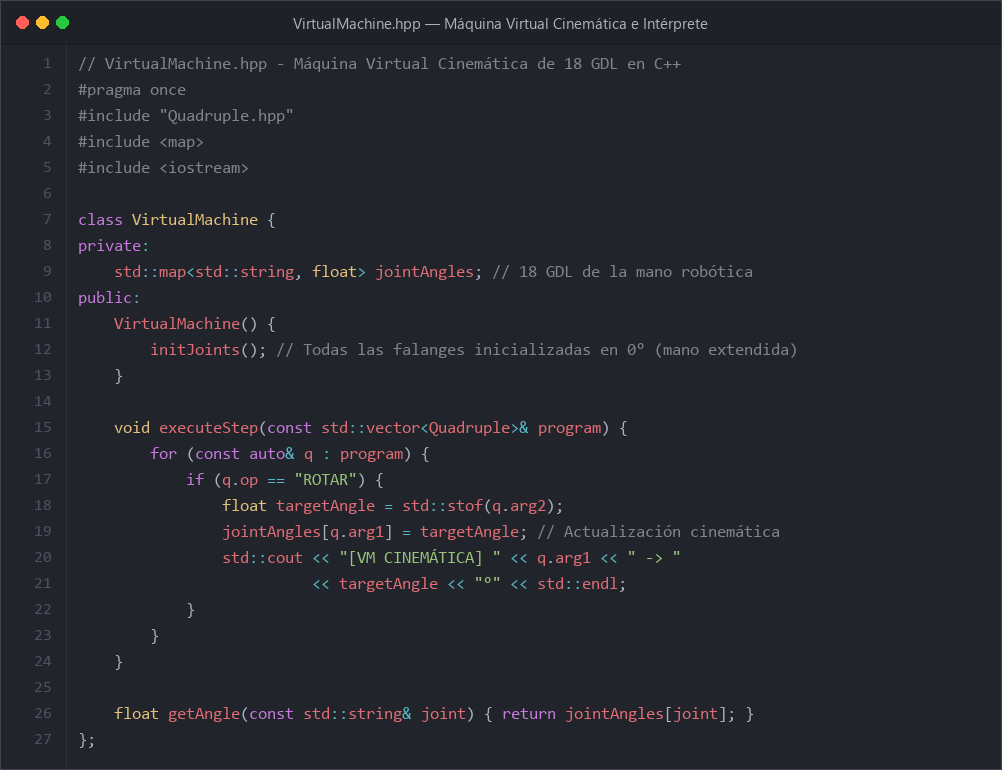 VirtualMachine.hpp — Máquina Virtual Cinemática e Intérprete
1 // VirtualMachine.hpp - Máquina Virtual Cinemática de 18 GDL en C++
2 #pragma once
3 #include "Quadruple.hpp"
4 #include <map>
5 #include <iostream>
6
7 class VirtualMachine {
8 private:
9     std::map<std::string, float> jointAngles; // 18 GDL de la mano robótica
10 public:
11     VirtualMachine() {
12         initJoints(); // Todas las falanges inicializadas en 0º (mano extendida)
13     }
14
15     void executeStep(const std::vector<Quadruple>& program) {
16         for (const auto& q : program) {
17             if (q.op == "ROTAR") {
18                 float targetAngle = std::stof(q.arg2);
19                 jointAngles[q.arg1] = targetAngle; // Actualización cinemática
20                 std::cout << "[VM CINEMÁTICA] " << q.arg1 << " -> "
21                           << targetAngle << "º" << std::endl;
22             }
23         }
24     }
25
26     float getAngle(const std::string& joint) { return jointAngles[joint]; }
27 };